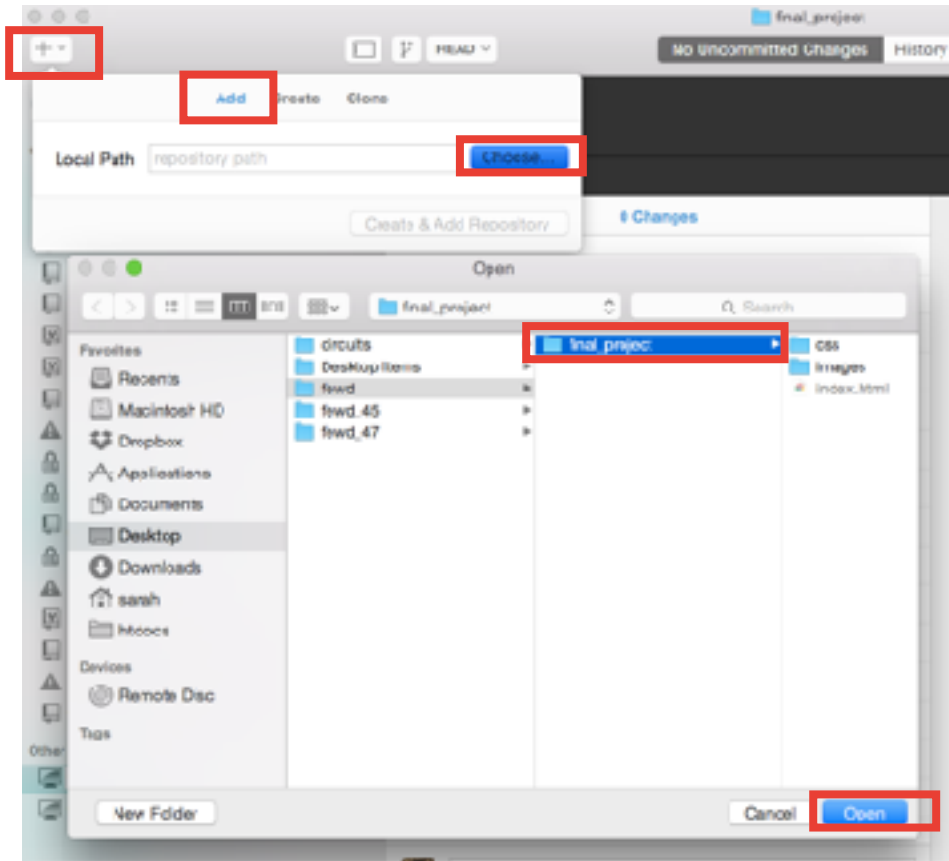 final_project
HEAD
No Uncommitted Changes
History
Add
Create
Clone
Local Path
repository path
Choose...
Create & Add Repository
Changes
Open
final_project
Search
Favorites
Recents
Macintosh HD
Dropbox
Applications
Documents
Desktop
Downloads
sarah
htdocs
Devices
Remote Disc
Tags
circuits
Desktop Items
fewd
fewd_45
fewd_47
final_project
css
images
index.html
Other
New Folder
Cancel
Open